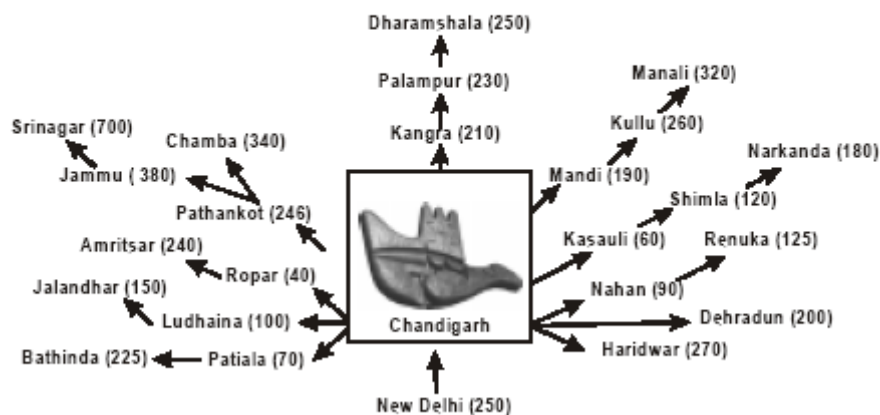 Dharamshala (250)
Palampur (230)
Manali (320)
Srinagar (700)
Chamba (340)
Kangra (210)
Kullu (260)
Narkanda (180)
Jammu ( 380)
Mandi (190)
Shimla (120)
Pathankot (246)
Kasauli (60)
Renuka (125)
Amritsar (240)
Ropar (40)
Jalandhar (150)
Nahan (90)
Ludhaina (100)
Chandigarh
Dehradun (200)
Bathinda (225)
Patiala (70)
Haridwar (270)
New Delhi (250)